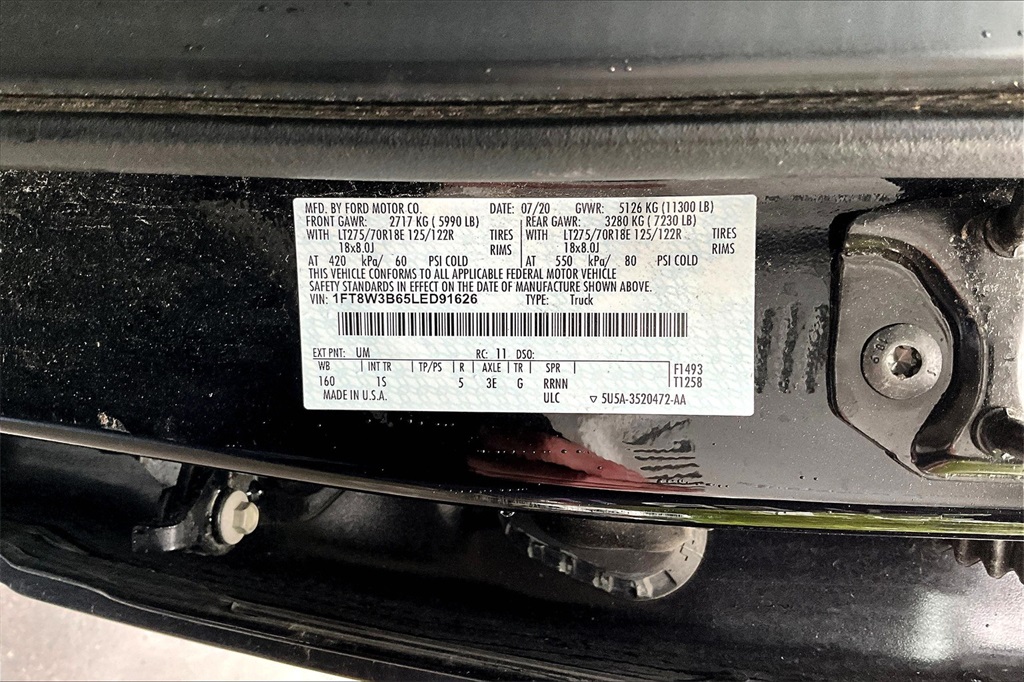 MFD. BY FORD MOTOR CO. DATE: 07/20 GVWR: 5126 KG (11300 LB)
FRONT GAWR: 2717 KG (5990 LB) REAR GAWR: 3280 KG (7230 LB)
WITH LT275/70R18E 125/122R TIRES WITH LT275/70R18E 125/122R TIRES
18x8.0J RIMS 18x8.0J RIMS
AT 420 kPa/ 60 PSI COLD AT 550 kPa/ 80 PSI COLD
THIS VEHICLE CONFORMS TO ALL APPLICABLE FEDERAL MOTOR VEHICLE
SAFETY STANDARDS IN EFFECT ON THE DATE OF MANUFACTURE SHOWN ABOVE.
VIN: 1FT8W3B65LED91626 TYPE: Truck
EXT PNT: UM RC: 11 DSO:
WB INT TR TP/PS R AXLE TR SPR F1493
160 1S 5 3E G RRNN T1258
MADE IN U.S.A. ULC ▽ 5U5A-3520472-AA